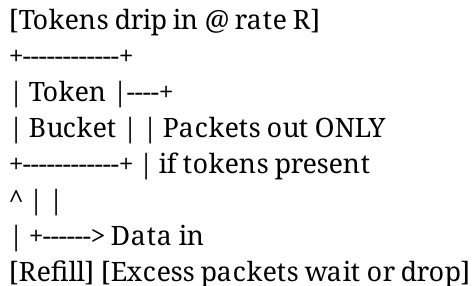 [Tokens drip in @ rate R]
+------------+
| Token |----+
| Bucket | | Packets out ONLY
+------------+ | if tokens present
^ | |
| +------> Data in
[Refill] [Excess packets wait or drop]